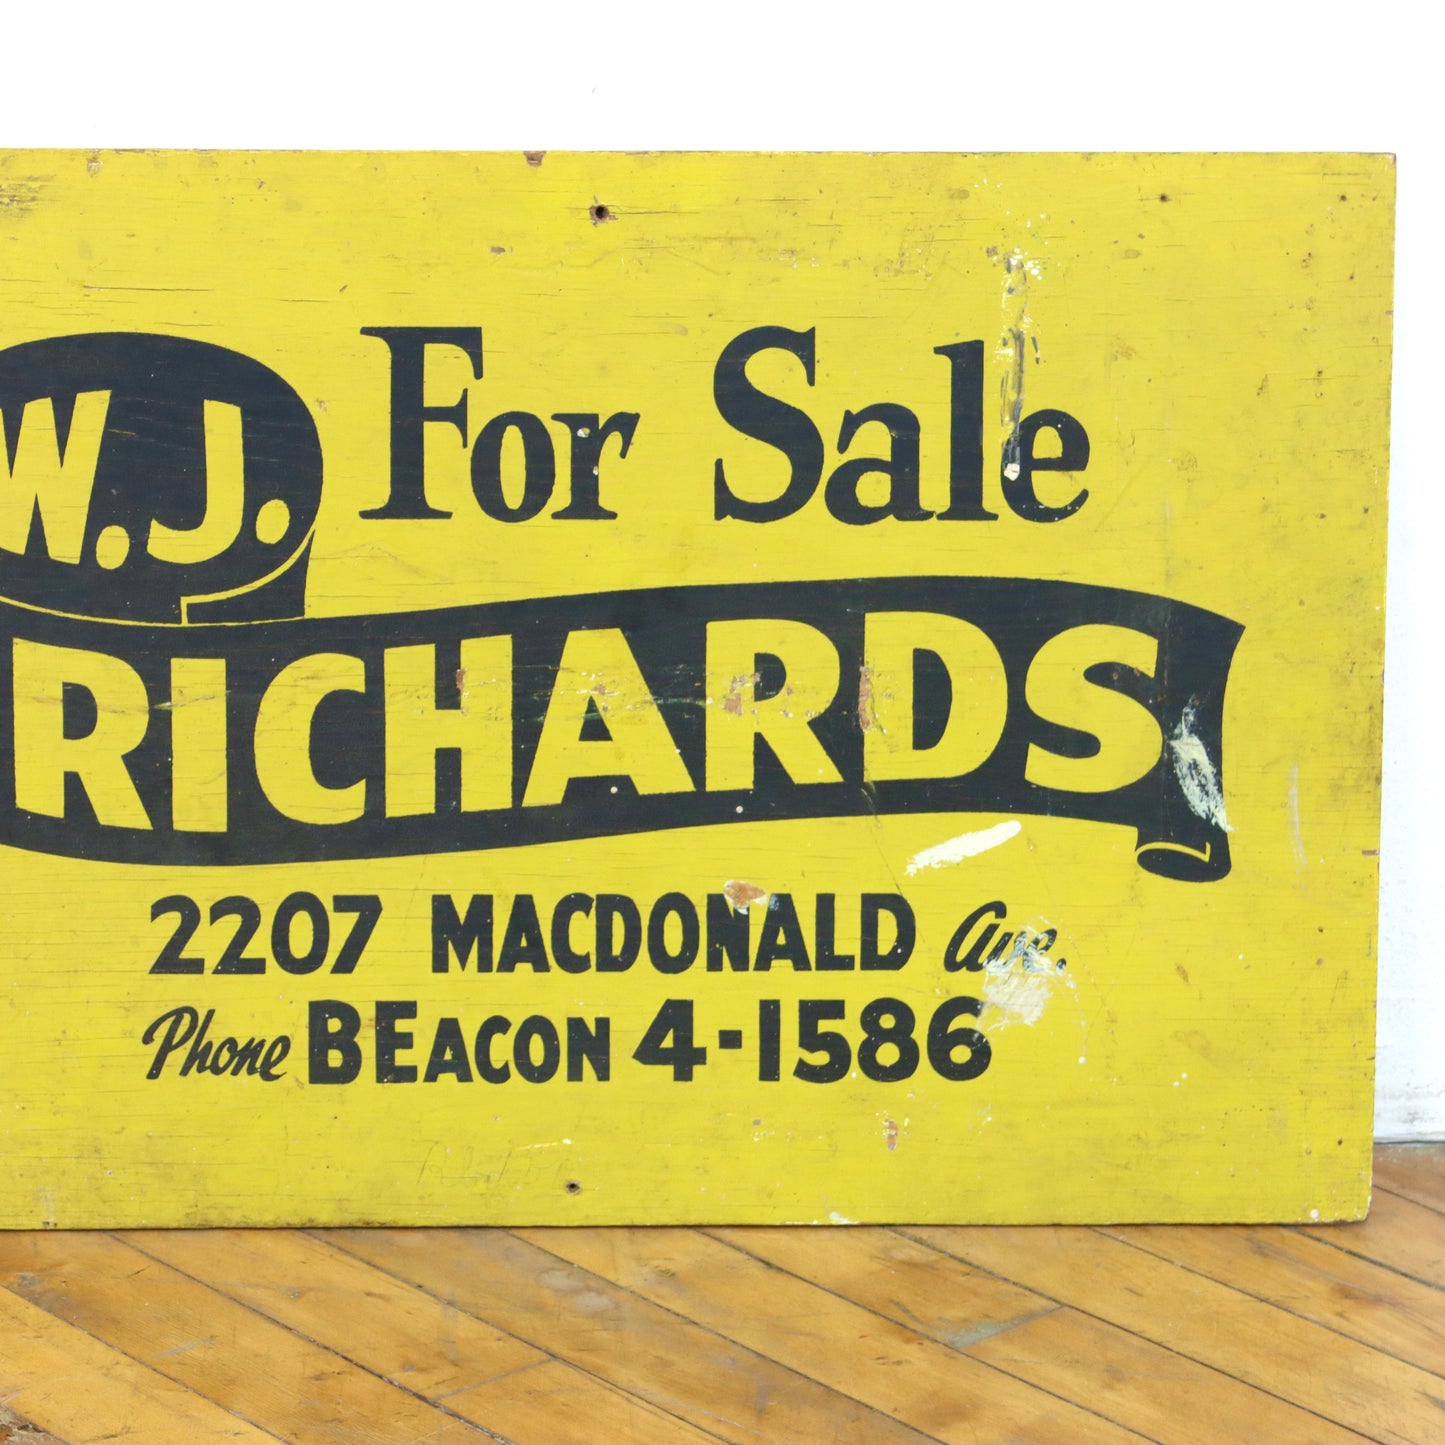 For Sale
W.J.
RICHARDS
2207 MACDONALD Ave.
Phone BEACON 4-1586